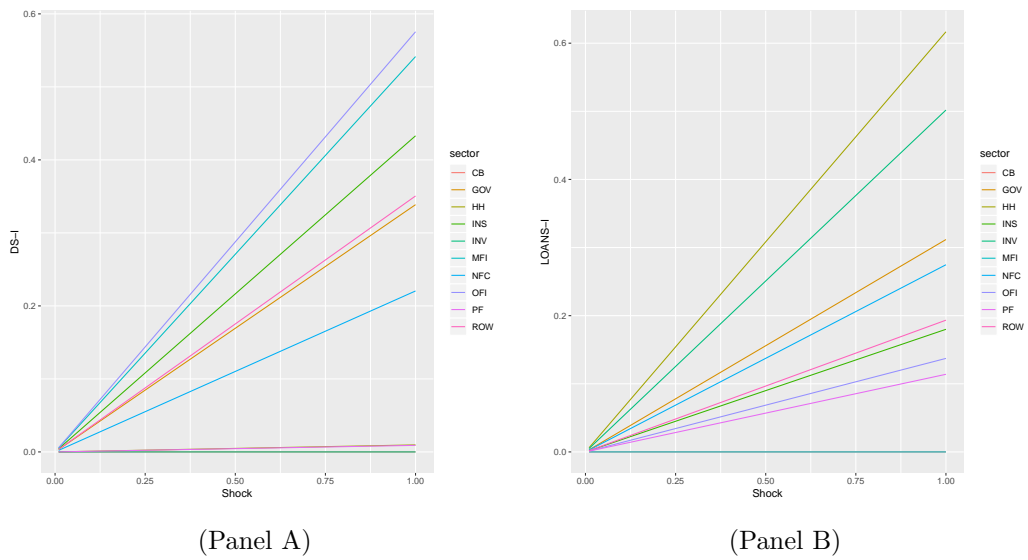 0.6
0.4
0.2
0.0
DS−I
0.00 0.25 0.50 0.75 1.00
Shock
sector
CB
GOV
HH
INS
INV
MFI
NFC
OFI
PF
ROW
(Panel A)
0.6
0.4
0.2
0.0
LOANS−I
0.00 0.25 0.50 0.75 1.00
Shock
sector
CB
GOV
HH
INS
INV
MFI
NFC
OFI
PF
ROW
(Panel B)